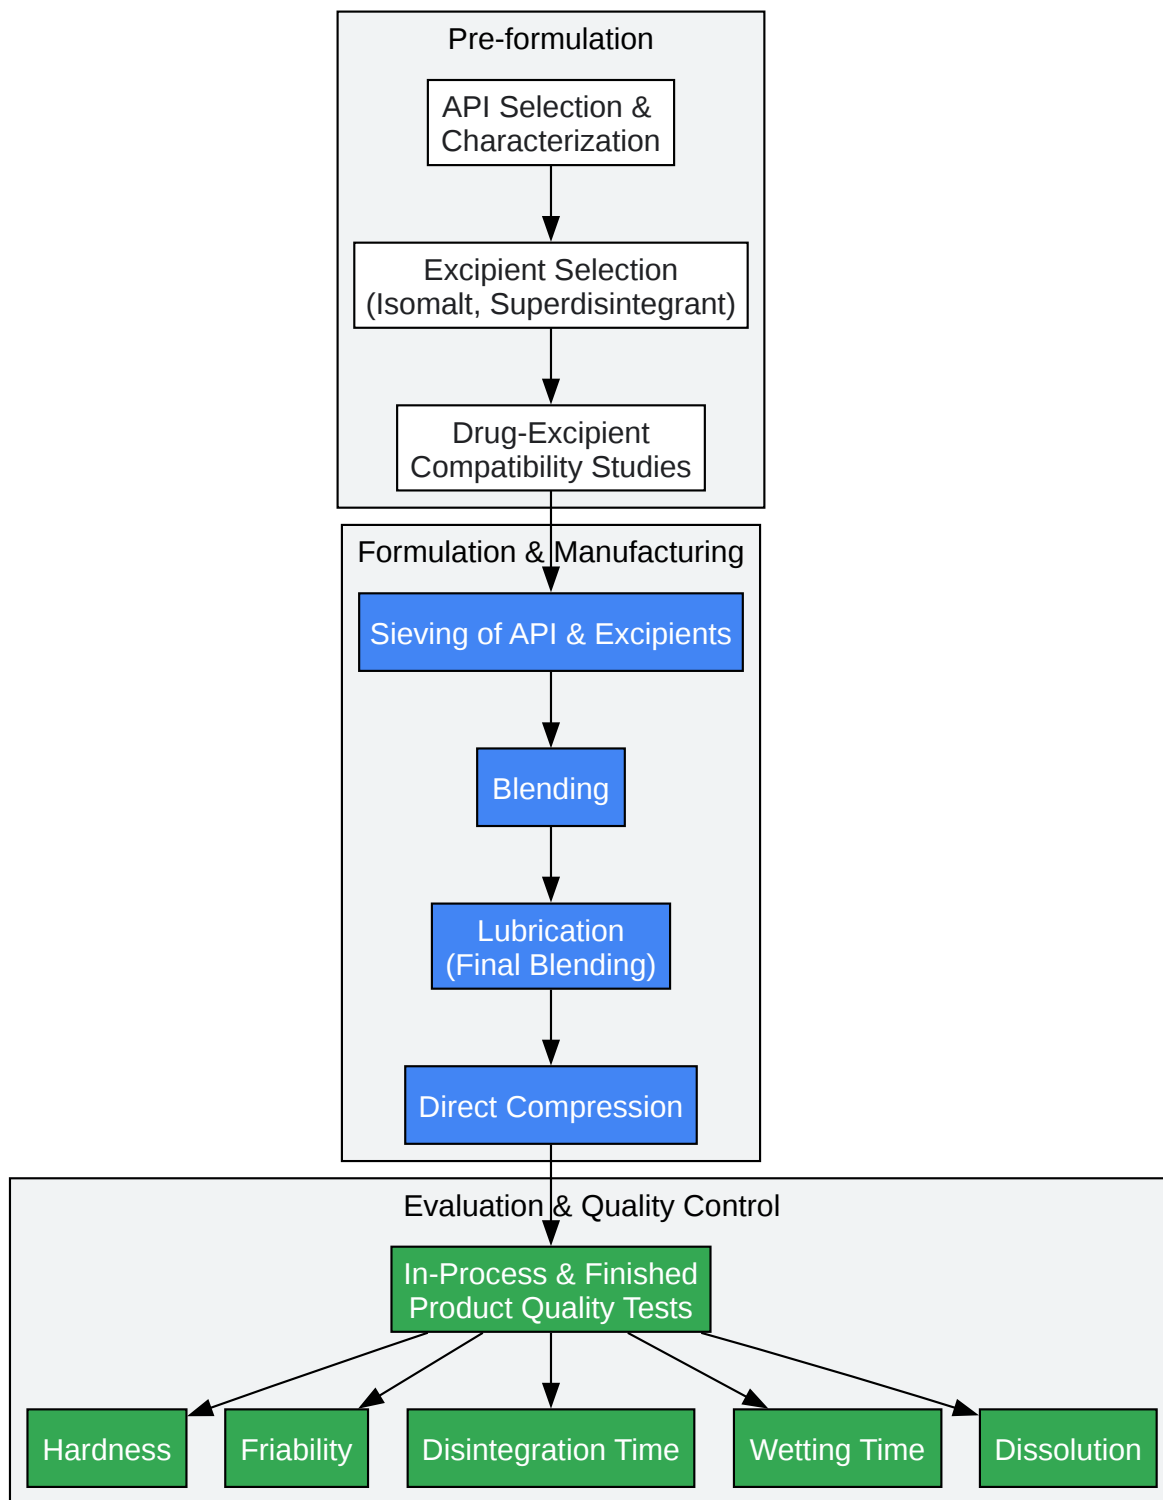 Pre-formulation
API Selection &
Characterization
Excipient Selection
(Isomalt, Superdisintegrant)
Drug-Excipient
Compatibility Studies
Formulation & Manufacturing
Sieving of API & Excipients
Blending
Lubrication
(Final Blending)
Direct Compression
Evaluation & Quality Control
In-Process & Finished
Product Quality Tests
Hardness
Friability
Disintegration Time
Wetting Time
Dissolution